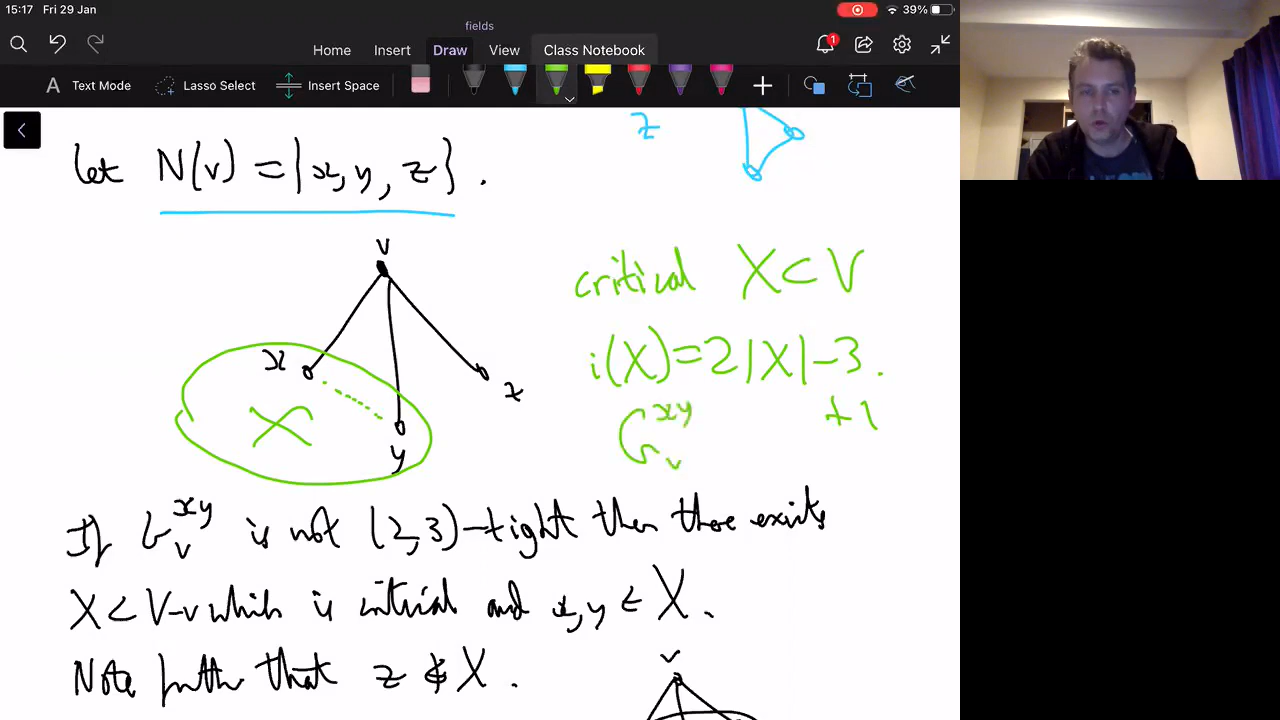 15:17 Fri 29 Jan
39%
fields
Home Insert Draw View Class Notebook
1
Text Mode Lasso Select Insert Space
z
let N(v) = {x, y, z}.
v
critical X ⊂ V
x
i(X) = 2|X| - 3.
z
X
G_v^{xy} + 1
y
If G_v^{xy} is not (2,3)-tight then there exists
X ⊂ V-v which is critical and x, y ∈ X.
Note further that z ∉ X.
v